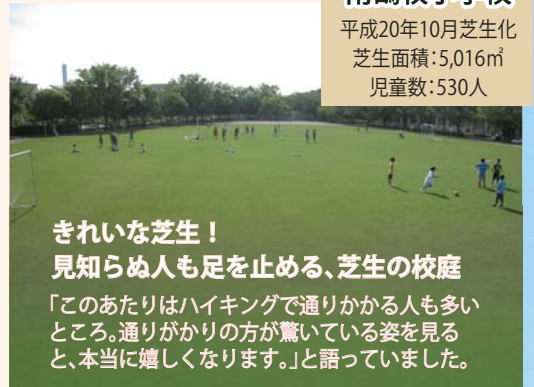 平成20年10月芝生化
芝生面積:5,016㎡
児童数:530人
きれいな芝生！
見知らぬ人も足を止める、芝生の校庭
「このあたりはハイキングで通りかかる人も多い
ところ。通りがかりの方が驚いている姿を見る
と、本当に嬉しくなります。」と語っていました。